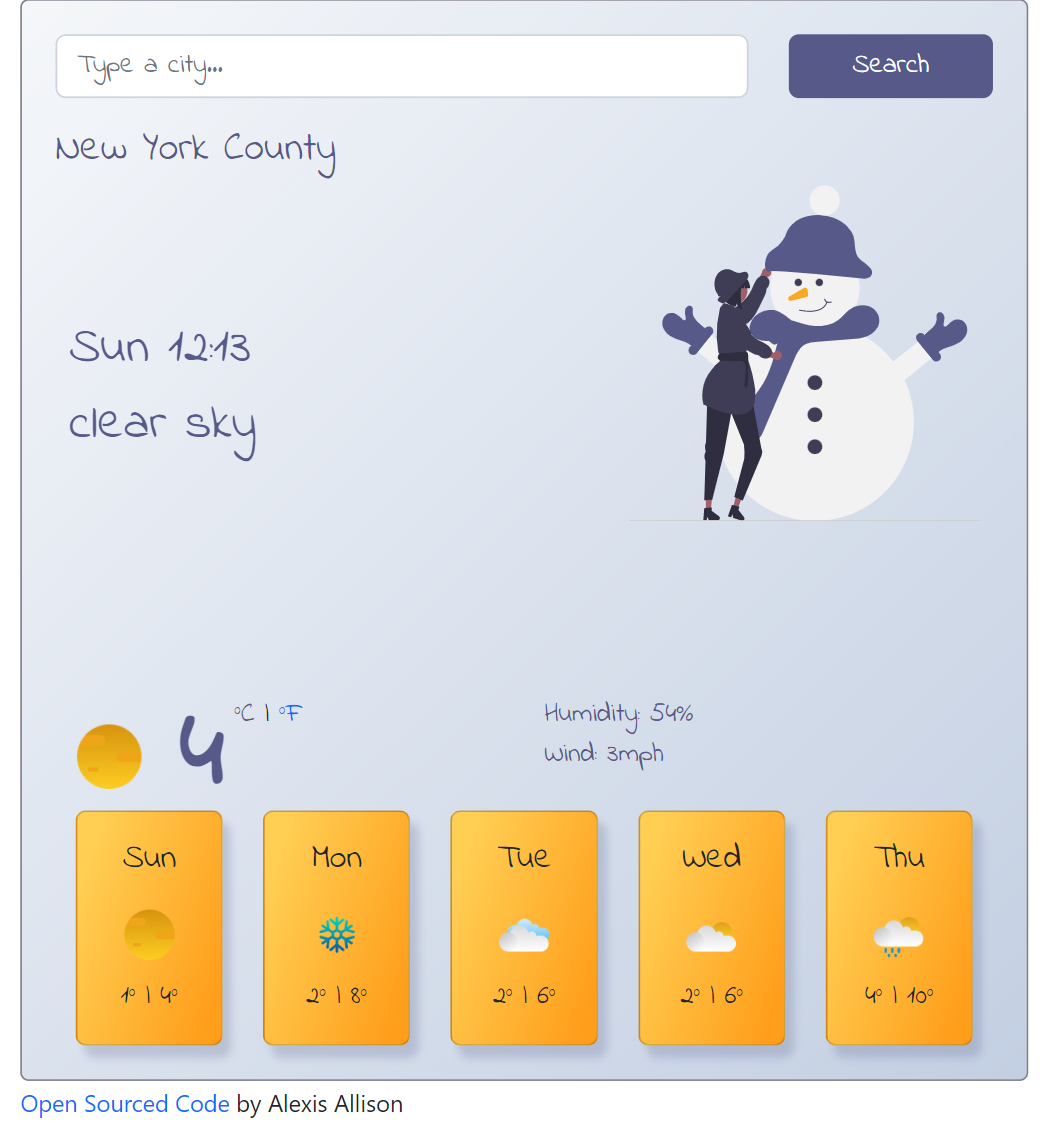 Type a city...
Search
New York County
Sun 12:13
clear sky
4 °C | °F
Humidity: 54%
Wind: 3mph
Sun
Mon
Tue
Wed
Thu
1° | 4°
2° | 8°
2° | 6°
2° | 6°
4° | 10°
Open Sourced Code by Alexis Allison